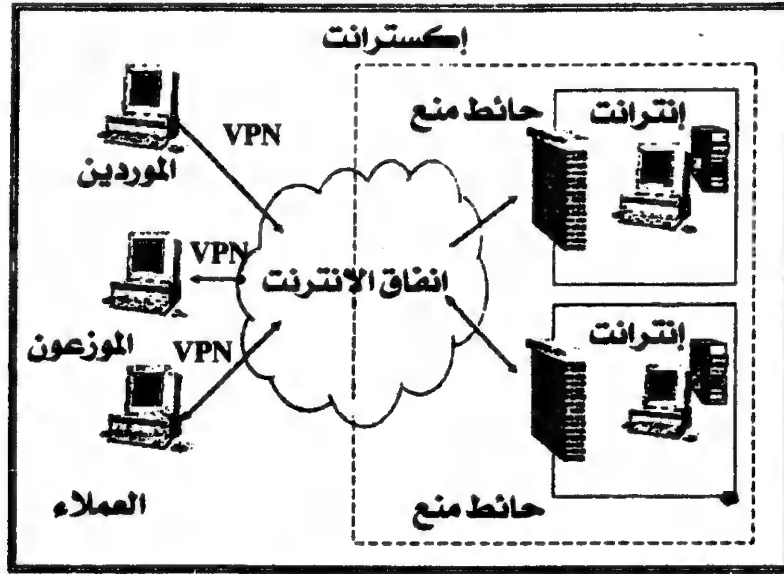 إكسترانت
إنترانت
حائط منع
VPN
الموردين
VPN
انفاق الانترنت
إنترانت
الموزعون
VPN
العملاء
حائط منع